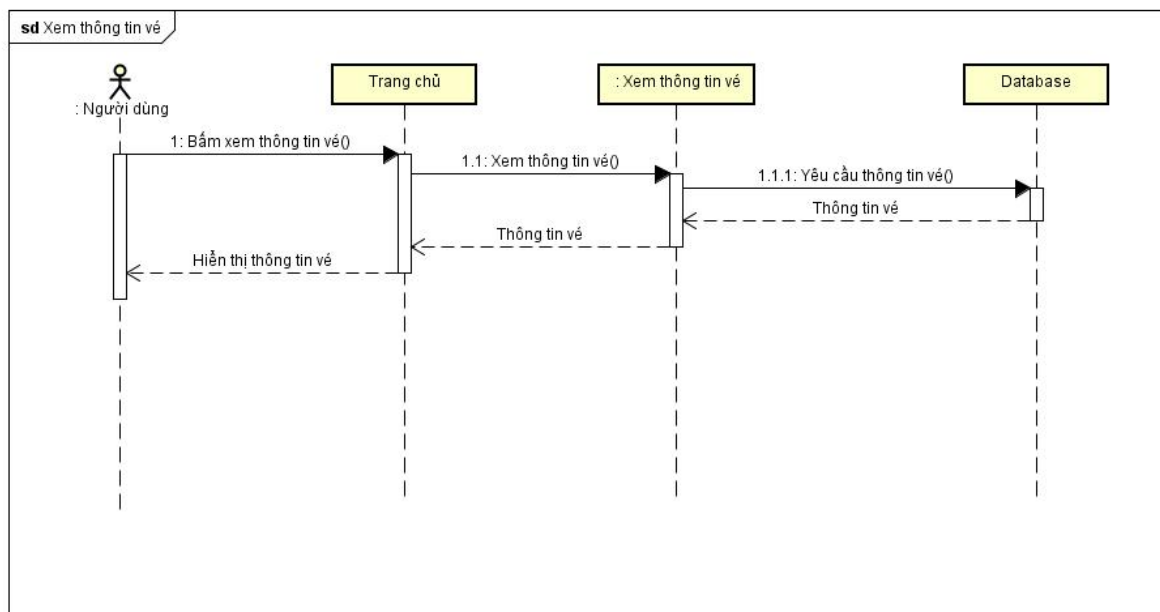 sd Xem thông tin vé
: Người dùng
Trang chủ
: Xem thông tin vé
Database
1: Bấm xem thông tin vé()
1.1: Xem thông tin vé()
1.1.1: Yêu cầu thông tin vé()
Thông tin vé
Thông tin vé
Hiển thị thông tin vé